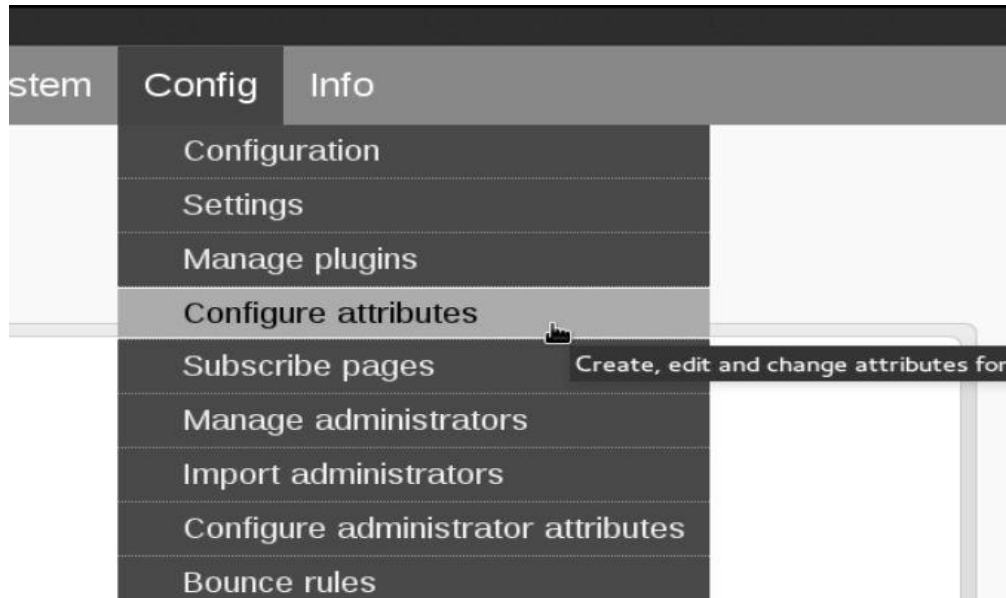 stem Config Info
Configuration
Settings
Manage plugins
Configure attributes
Subscribe pages
Create, edit and change attributes for
Manage administrators
Import administrators
Configure administrator attributes
Bounce rules